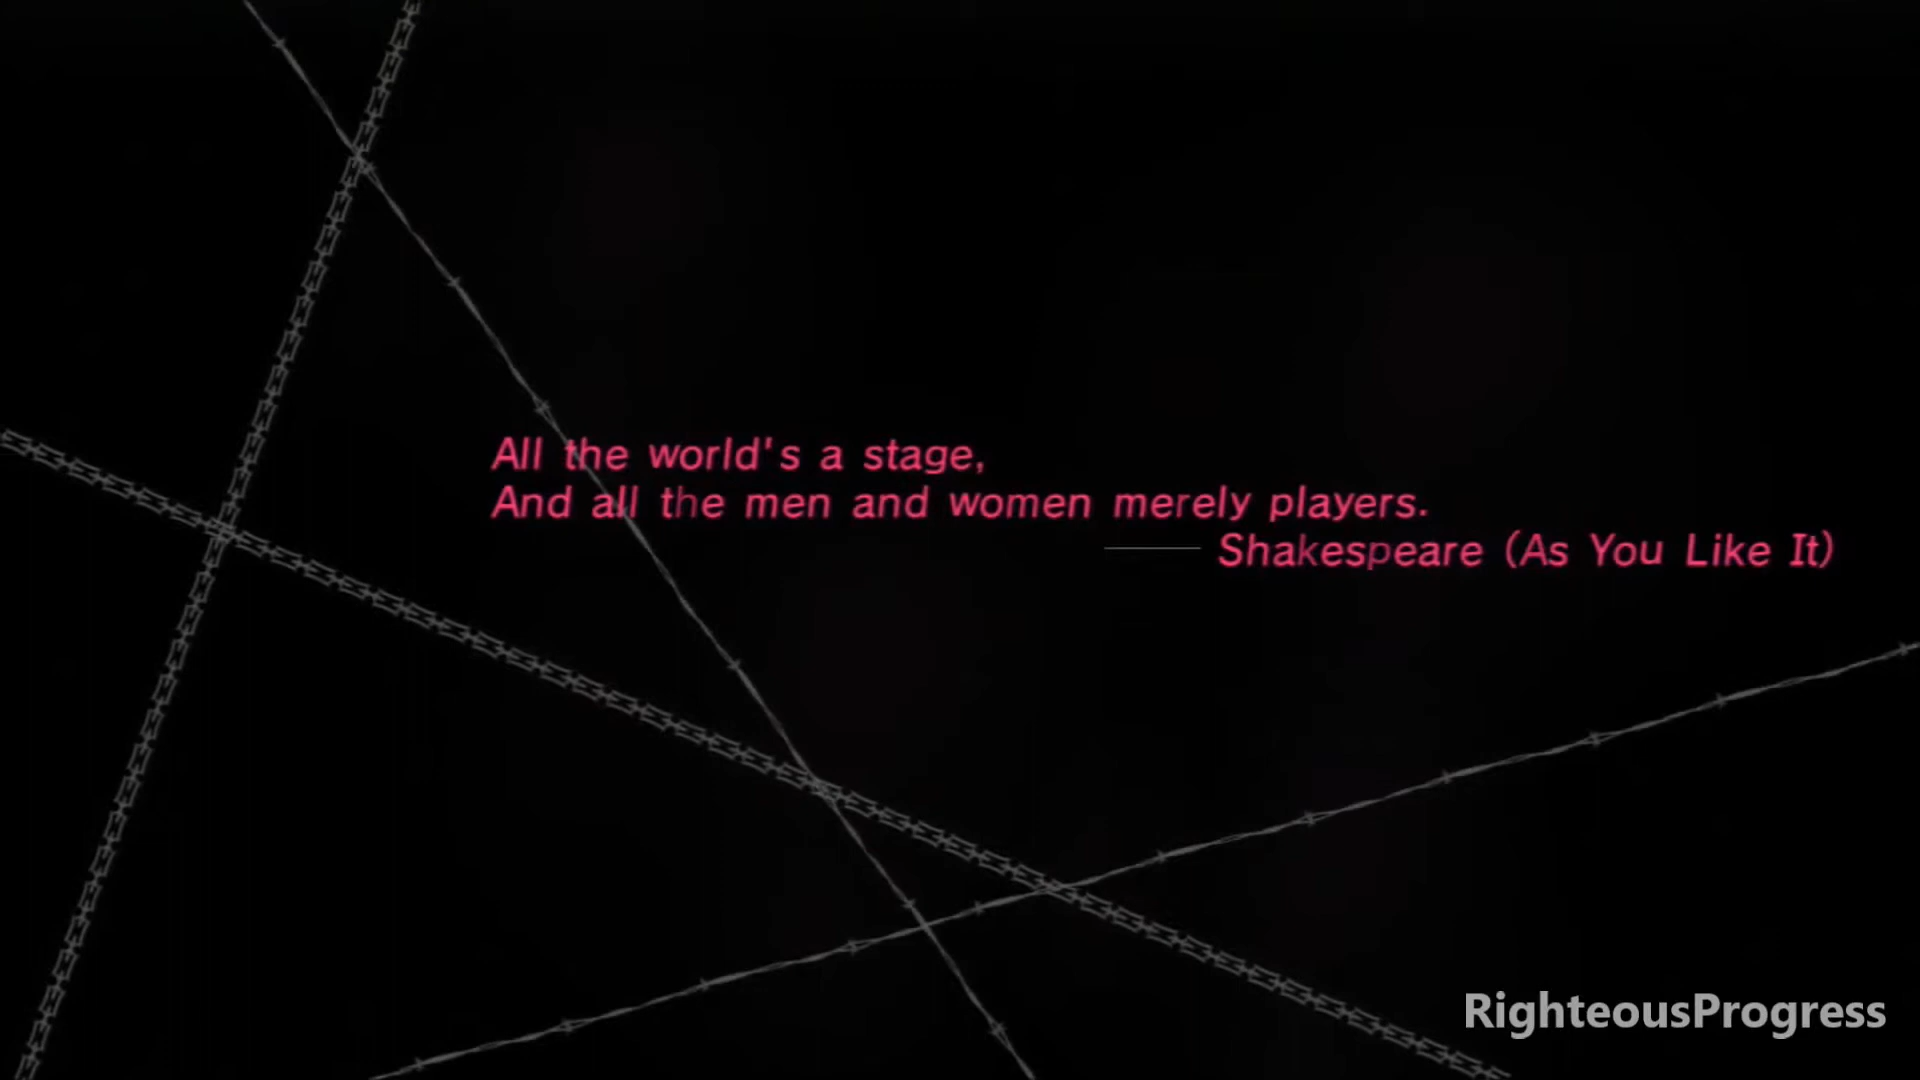 All the world's a stage,
And all the men and women merely players.
—— Shakespeare (As You Like It)
RighteousProgress